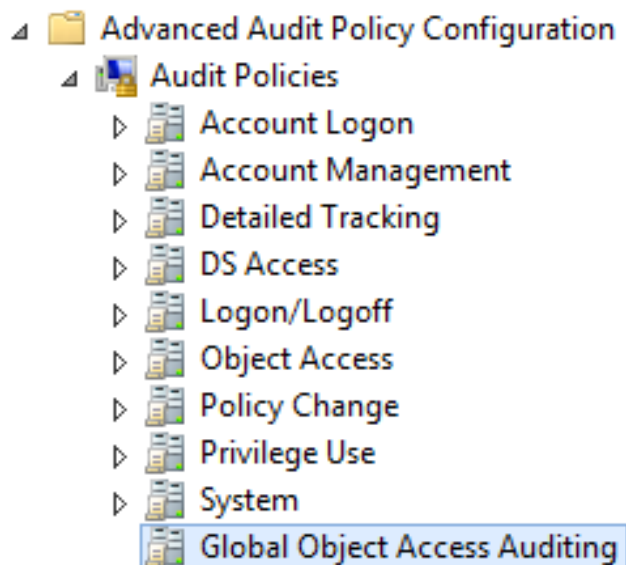 Advanced Audit Policy Configuration
Audit Policies
Account Logon
Account Management
Detailed Tracking
DS Access
Logon/Logoff
Object Access
Policy Change
Privilege Use
System
Global Object Access Auditing